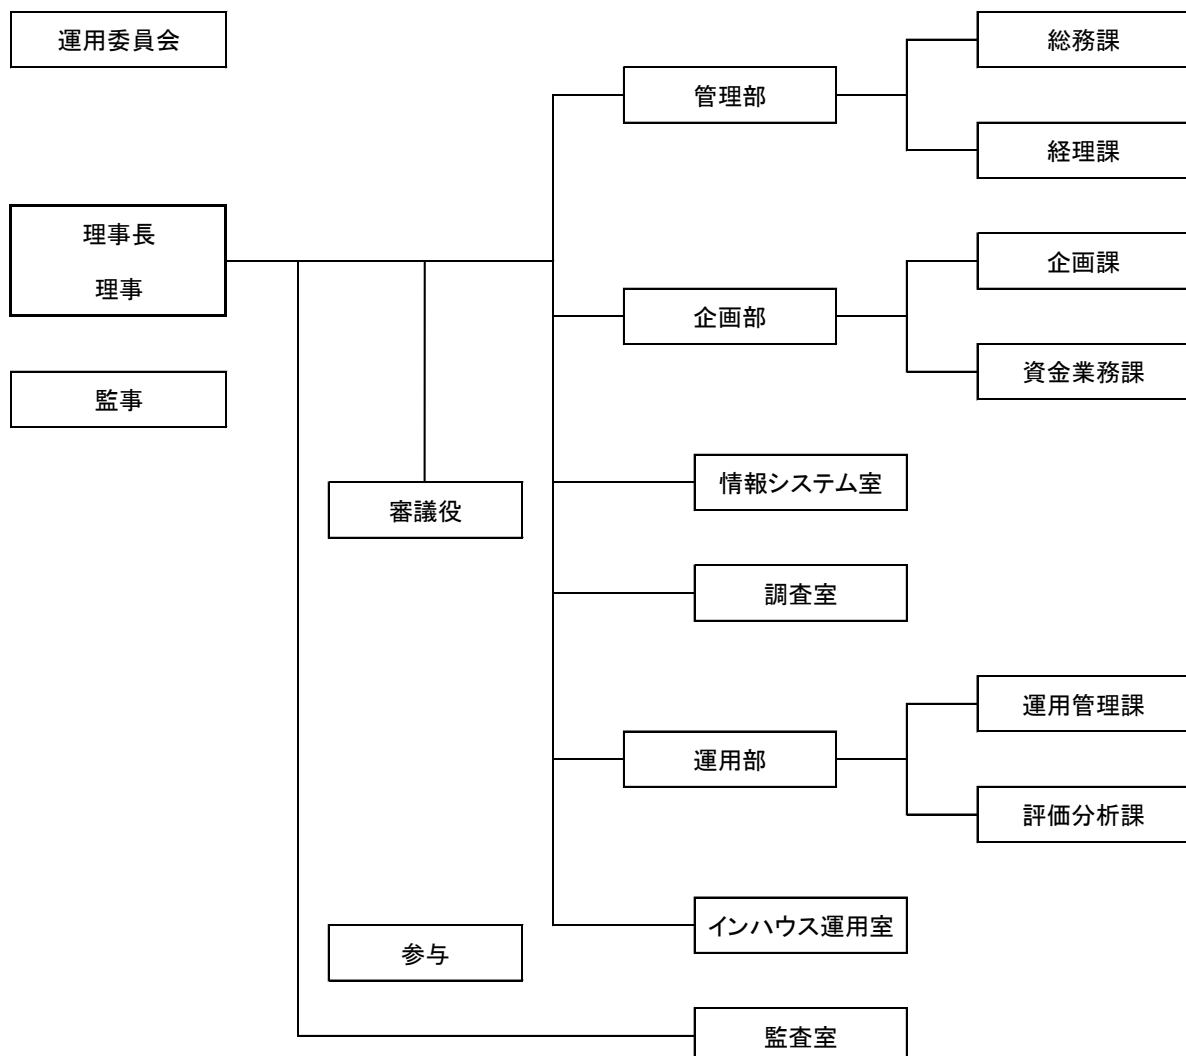 運用委員会
総務課
管理部
経理課
理事長
理事
企画課
企画部
監事
資金業務課
情報システム室
審議役
調査室
運用管理課
運用部
評価分析課
インハウス運用室
参与
監査室